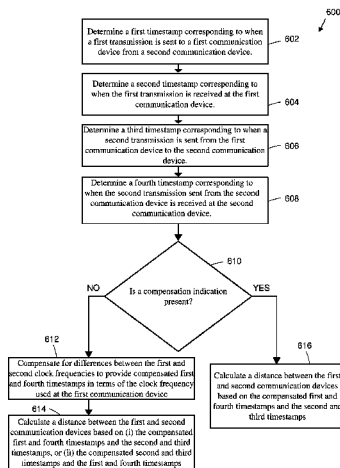 600
Determine a first timestamp corresponding to when
a first transmission is sent to a first communication
device from a second communication device.
602
Determine a second timestamp corresponding to
when the first transmission is received at the first
communication device.
604
Determine a third timestamp corresponding to when a
second transmission is sent from the first
communication device to the second communication
device.
606
Determine a fourth timestamp corresponding to
when the second transmission sent from the second
communication device is received at the second
communication device.
608
610
NO
YES
Is a compensation indication
present?
612
Compensate for differences between the first and
second clock frequencies to provide compensated first
and fourth timestamps in terms of the clock frequency
used at the first communication device
616
Calculate a distance between the first
and second communication devices
based on the compensated first and
fourth timestamps and the second and
third timestamps
614
Calculate a distance between the first and second
communication devices based on (i) the compensated
first and fourth timestamps and the second and third
timestamps, or (ii) the compensated second and third
timestamps and the first and fourth timestamps